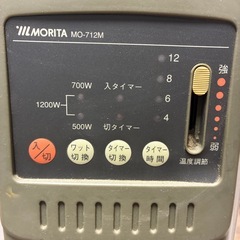 MORITA MO-712M
12
強
700W 入タイマー 8
1200W 6
500W 切タイマー 4
弱
入/切
ワット切換
タイマー切換
タイマー時間
温度調節